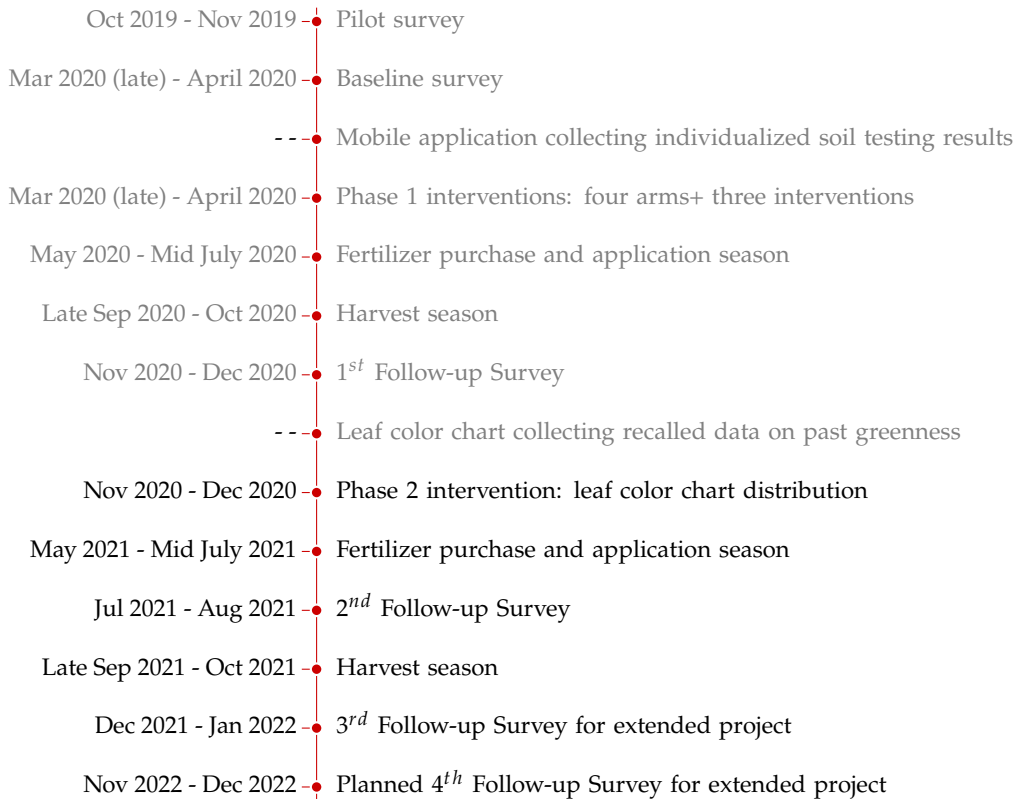 Oct 2019 - Nov 2019 Pilot survey
Mar 2020 (late) - April 2020 Baseline survey
- - Mobile application collecting individualized soil testing results
Mar 2020 (late) - April 2020 Phase 1 interventions: four arms+ three interventions
May 2020 - Mid July 2020 Fertilizer purchase and application season
Late Sep 2020 - Oct 2020 Harvest season
Nov 2020 - Dec 2020 1st Follow-up Survey
- - Leaf color chart collecting recalled data on past greenness
Nov 2020 - Dec 2020 Phase 2 intervention: leaf color chart distribution
May 2021 - Mid July 2021 Fertilizer purchase and application season
Jul 2021 - Aug 2021 2nd Follow-up Survey
Late Sep 2021 - Oct 2021 Harvest season
Dec 2021 - Jan 2022 3rd Follow-up Survey for extended project
Nov 2022 - Dec 2022 Planned 4th Follow-up Survey for extended project